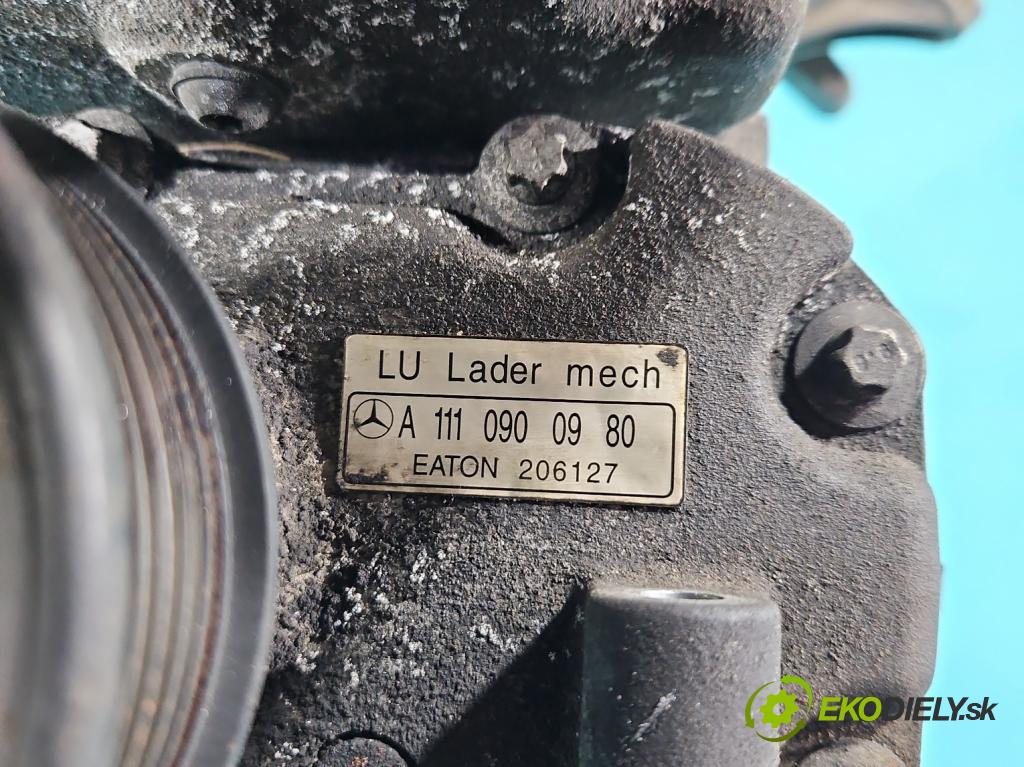 LU Lader mech
A 111 090 09 80
EATON 206127
EKODIELY.sk